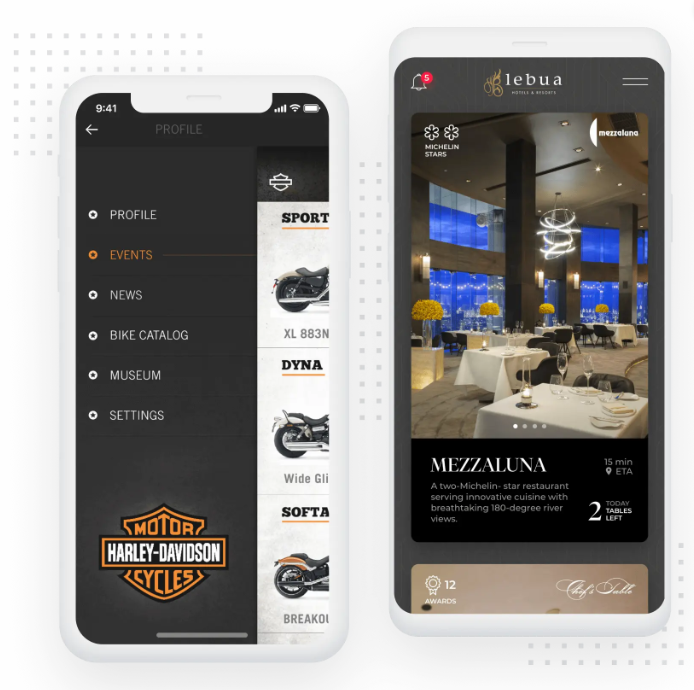 9:41
PROFILE
PROFILE
EVENTS
NEWS
BIKE CATALOG
MUSEUM
SETTINGS
MOTOR
HARLEY-DAVIDSON
CYCLES
SPORT
XL 883N
DYNA
Wide Gli
SOFTA
BREAKOU
5
lebua
HOTELS & RESORTS
MICHELIN
STARS
mezzaluna
MEZZALUNA
15 min
ETA
A two-Michelin- star restaurant
serving innovative cuisine with
breathtaking 180-degree river
views.
2 TODAY
TABLES
LEFT
12
AWARDS
Chef's Table